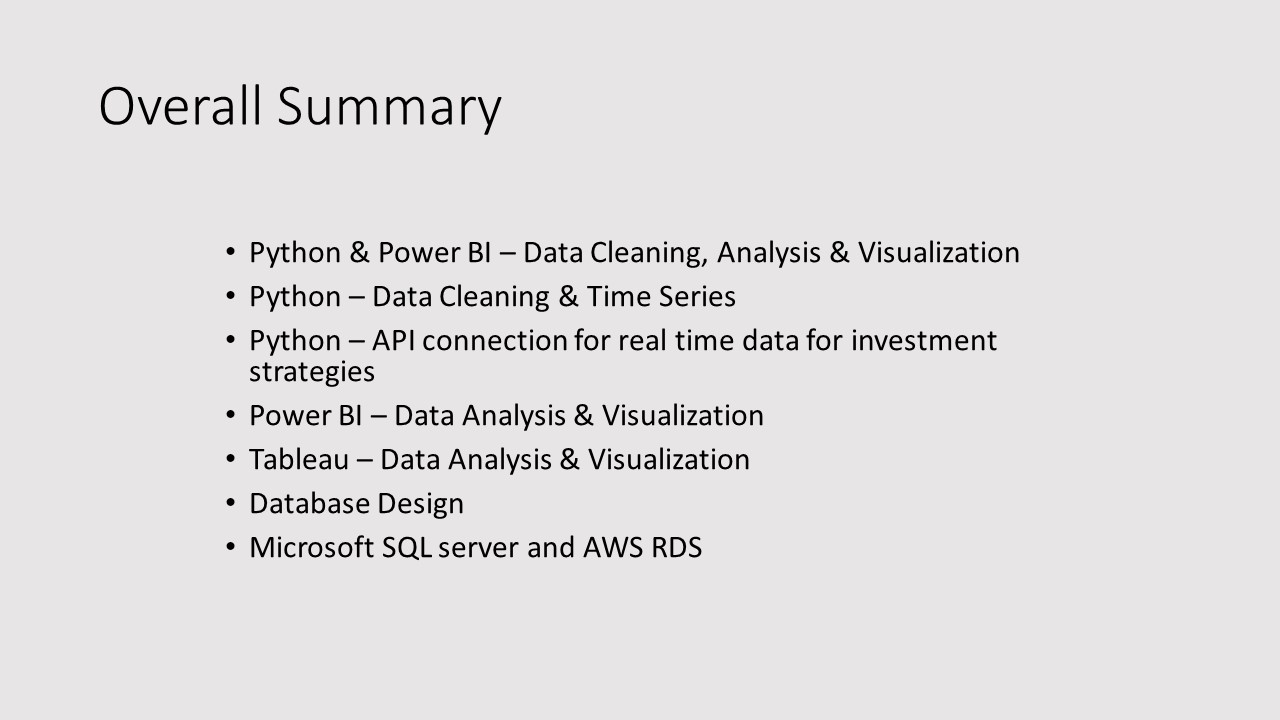 Overall Summary
• Python & Power BI – Data Cleaning, Analysis & Visualization
• Python – Data Cleaning & Time Series
• Python – API connection for real time data for investment
strategies
• Power BI – Data Analysis & Visualization
• Tableau – Data Analysis & Visualization
• Database Design
• Microsoft SQL server and AWS RDS